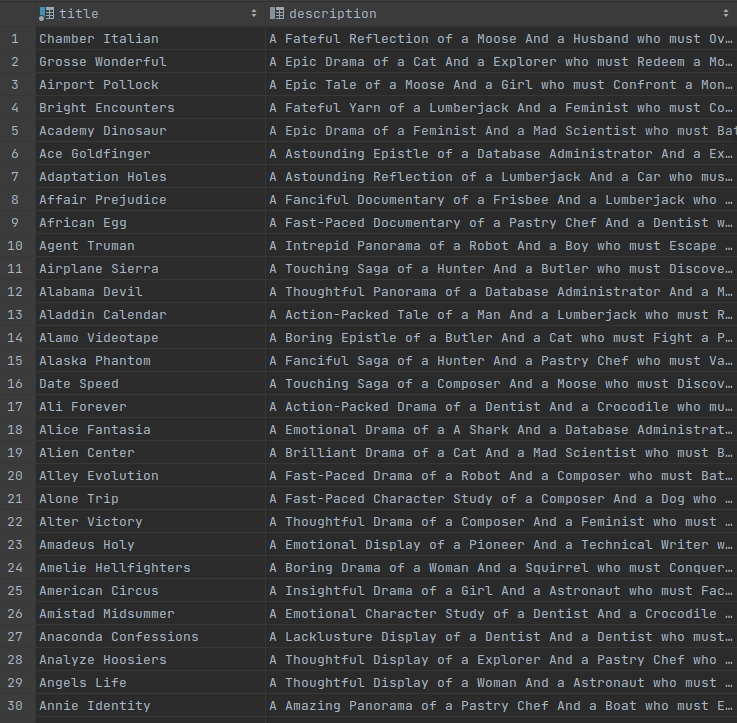 title description
1 Chamber Italian A Fateful Reflection of a Moose And a Husband who must Ov…
2 Grosse Wonderful A Epic Drama of a Cat And a Explorer who must Redeem a Mo…
3 Airport Pollock A Epic Tale of a Moose And a Girl who must Confront a Mon…
4 Bright Encounters A Fateful Yarn of a Lumberjack And a Feminist who must Co…
5 Academy Dinosaur A Epic Drama of a Feminist And a Mad Scientist who must Bat
6 Ace Goldfinger A Astounding Epistle of a Database Administrator And a Ex…
7 Adaptation Holes A Astounding Reflection of a Lumberjack And a Car who mus…
8 Affair Prejudice A Fanciful Documentary of a Frisbee And a Lumberjack who …
9 African Egg A Fast-Paced Documentary of a Pastry Chef And a Dentist w…
10 Agent Truman A Intrepid Panorama of a Robot And a Boy who must Escape …
11 Airplane Sierra A Touching Saga of a Hunter And a Butler who must Discove…
12 Alabama Devil A Thoughtful Panorama of a Database Administrator And a M…
13 Aladdin Calendar A Action-Packed Tale of a Man And a Lumberjack who must R…
14 Alamo Videotape A Boring Epistle of a Butler And a Cat who must Fight a P…
15 Alaska Phantom A Fanciful Saga of a Hunter And a Pastry Chef who must Va…
16 Date Speed A Touching Saga of a Composer And a Moose who must Discov…
17 Ali Forever A Action-Packed Drama of a Dentist And a Crocodile who mu…
18 Alice Fantasia A Emotional Drama of a A Shark And a Database Administrat…
19 Alien Center A Brilliant Drama of a Cat And a Mad Scientist who must B…
20 Alley Evolution A Fast-Paced Drama of a Robot And a Composer who must Bat…
21 Alone Trip A Fast-Paced Character Study of a Composer And a Dog who …
22 Alter Victory A Thoughtful Drama of a Composer And a Feminist who must …
23 Amadeus Holy A Emotional Display of a Pioneer And a Technical Writer w…
24 Amelie Hellfighters A Boring Drama of a Woman And a Squirrel who must Conquer…
25 American Circus A Insightful Drama of a Girl And a Astronaut who must Fac…
26 Amistad Midsummer A Emotional Character Study of a Dentist And a Crocodile …
27 Anaconda Confessions A Lacklusture Display of a Dentist And a Dentist who must…
28 Analyze Hoosiers A Thoughtful Display of a Explorer And a Pastry Chef who …
29 Angels Life A Thoughtful Display of a Woman And a Astronaut who must …
30 Annie Identity A Amazing Panorama of a Pastry Chef And a Boat who must E…